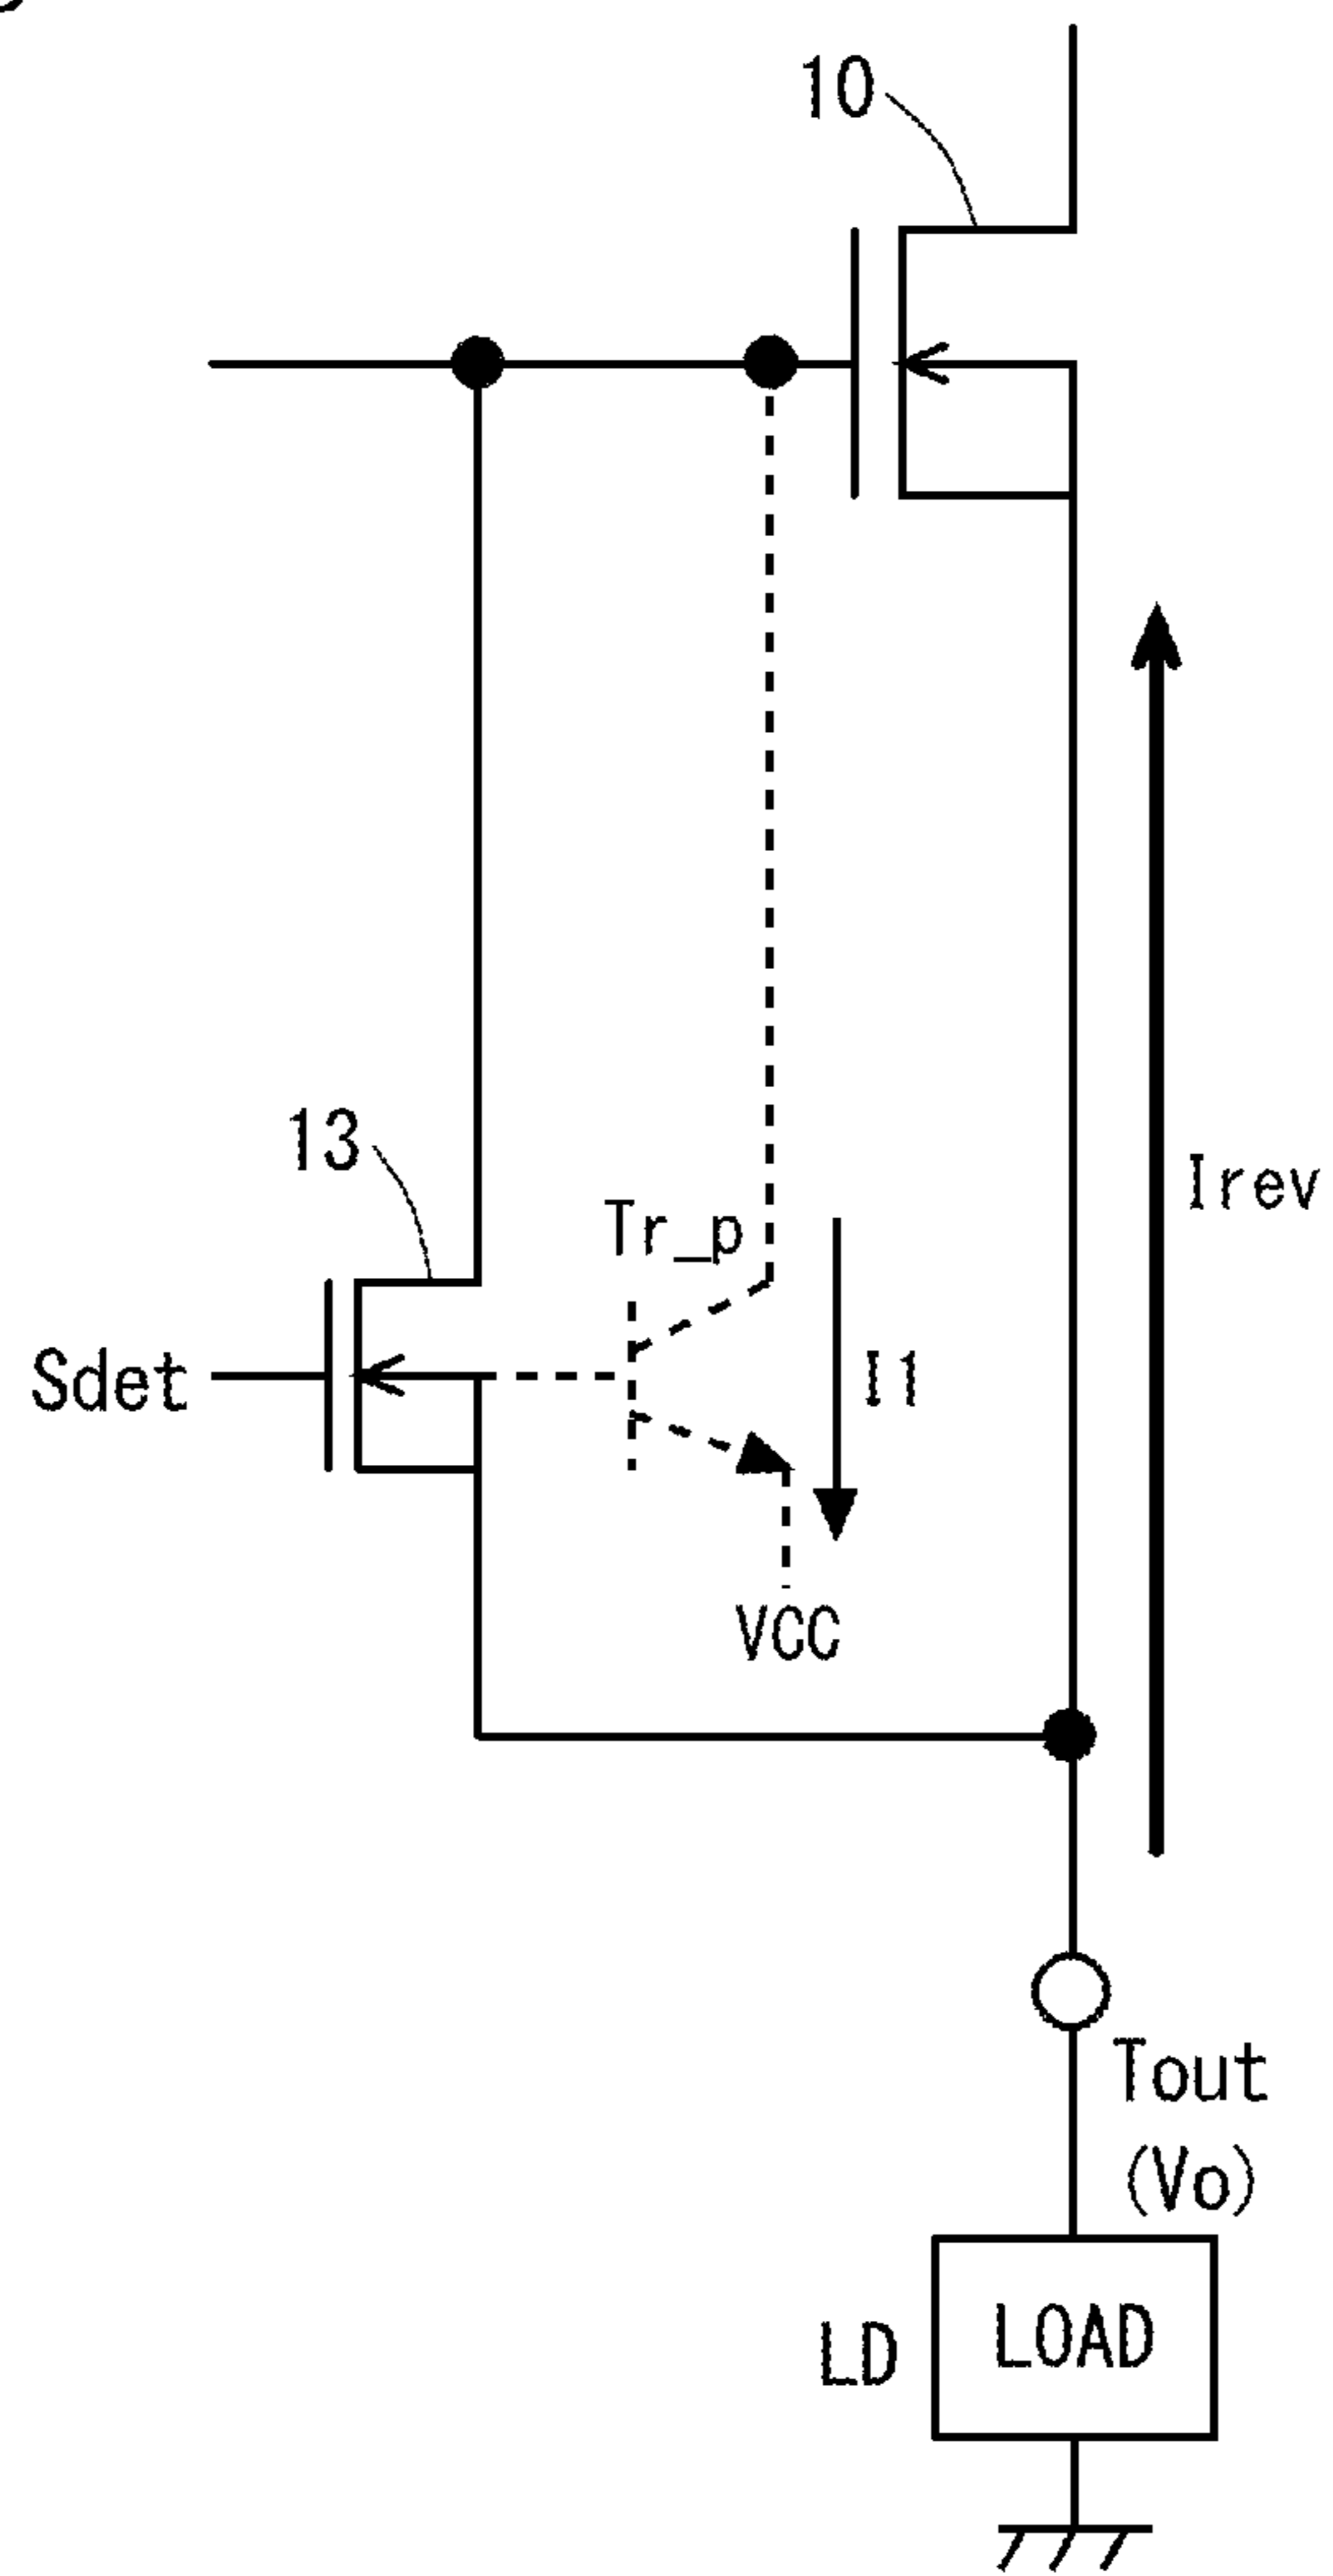 10
13
Tr_p
Irev
Sdet
I1
VCC
Tout
(Vo)
LD
LOAD